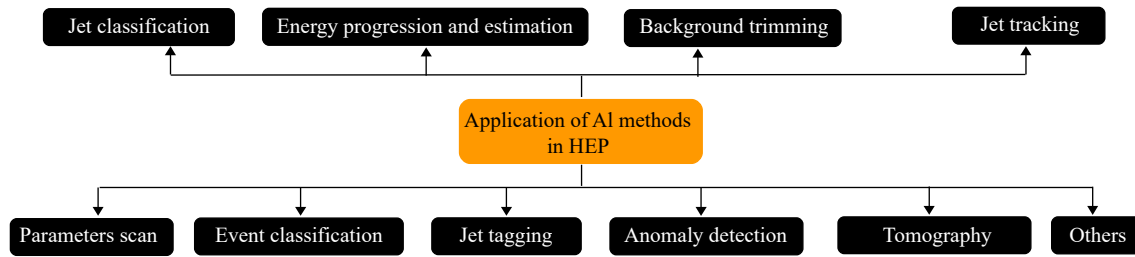 Jet classification
Energy progression and estimation
Background trimming
Jet tracking
Application of Al methods
in HEP
Parameters scan
Event classification
Jet tagging
Anomaly detection
Tomography
Others